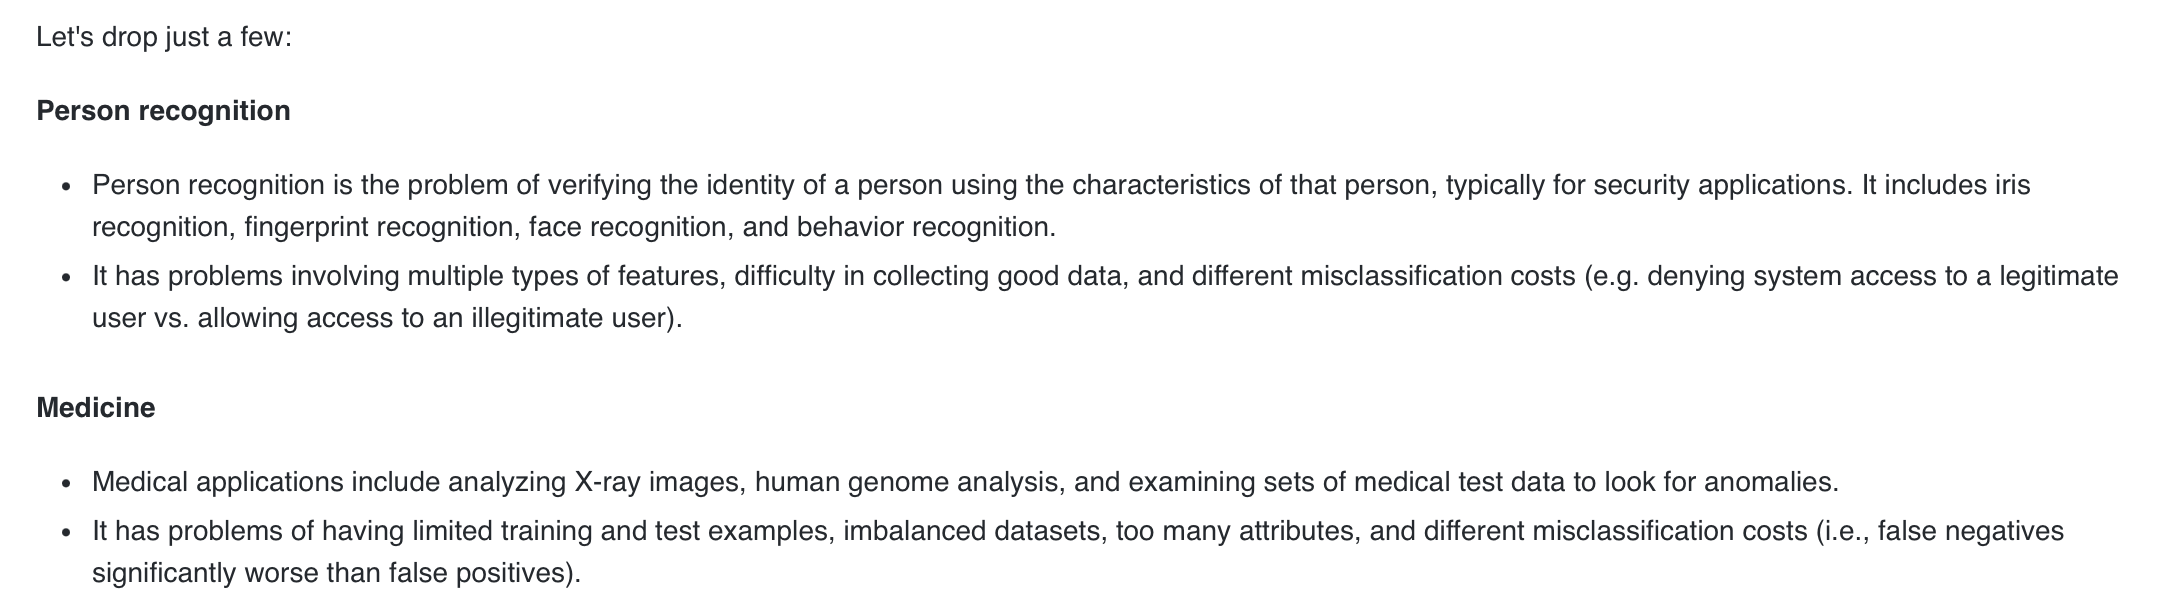 Let's drop just a few:
Person recognition
• Person recognition is the problem of verifying the identity of a person using the characteristics of that person, typically for security applications. It includes iris
recognition, fingerprint recognition, face recognition, and behavior recognition.
• It has problems involving multiple types of features, difficulty in collecting good data, and different misclassification costs (e.g. denying system access to a legitimate
user vs. allowing access to an illegitimate user).
Medicine
• Medical applications include analyzing X-ray images, human genome analysis, and examining sets of medical test data to look for anomalies.
• It has problems of having limited training and test examples, imbalanced datasets, too many attributes, and different misclassification costs (i.e., false negatives
significantly worse than false positives).